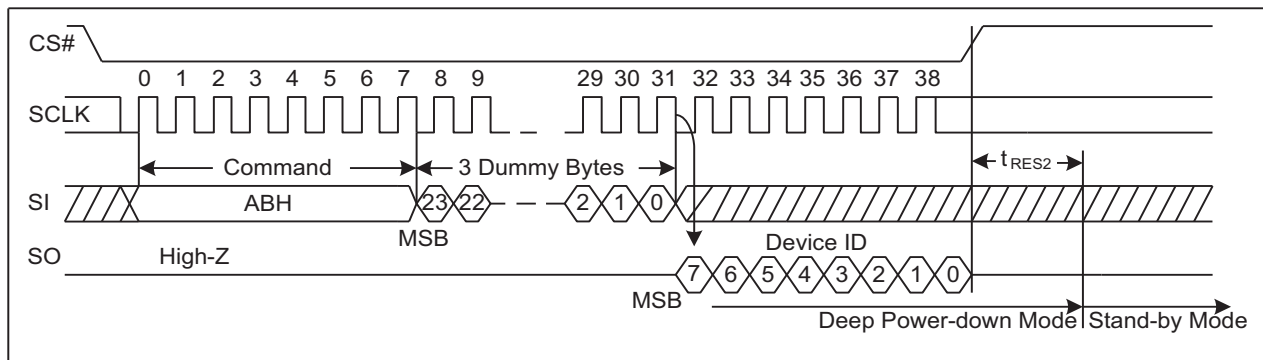 CS#
0 1 2 3 4 5 6 7 8 9 29 30 31 32 33 34 35 36 37 38
SCLK
Command 3 Dummy Bytes tRES2
SI ABH 23 22 2 1 0
MSB
SO High-Z Device ID
7 6 5 4 3 2 1 0
MSB
Deep Power-down Mode Stand-by Mode